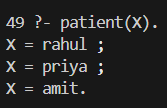 49 ?- patient(X).
X = rahul ;
X = priya ;
X = amit.